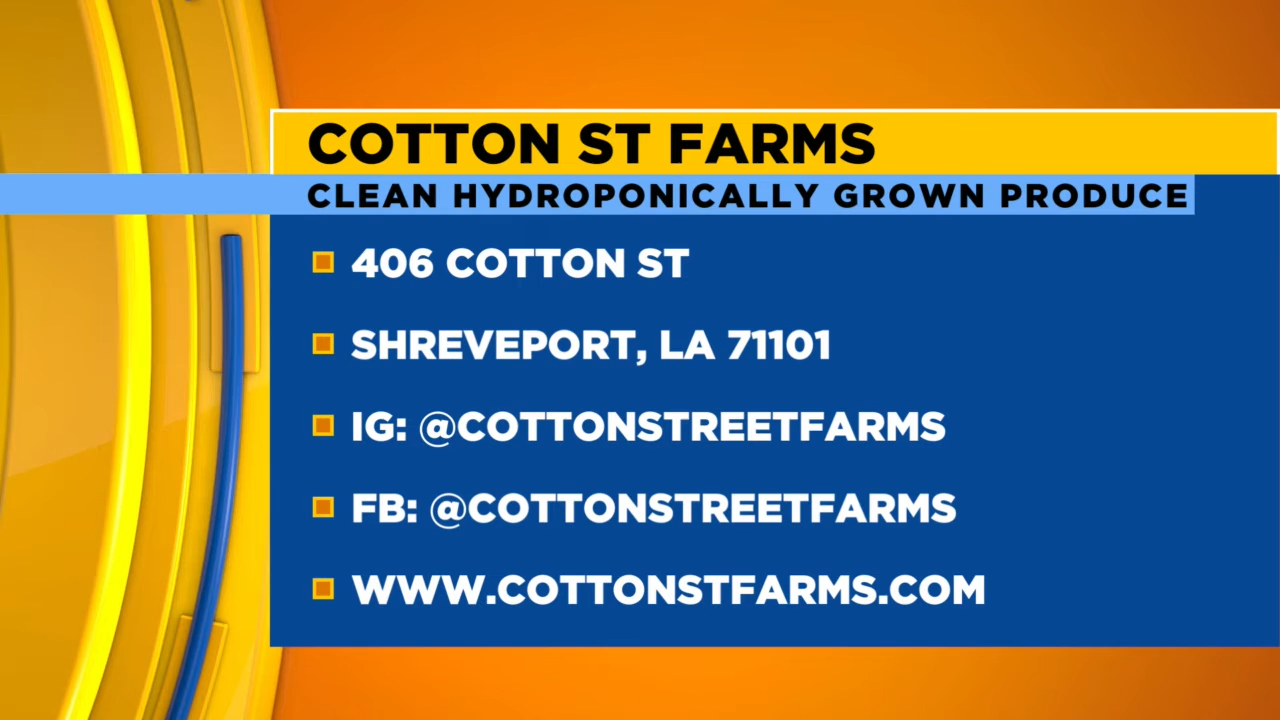 COTTON ST FARMS
CLEAN HYDROPONICALLY GROWN PRODUCE
406 COTTON ST
SHREVEPORT, LA 71101
IG: @COTTONSTREETFARMS
FB: @COTTONSTREETFARMS
WWW.COTTONSTFARMS.COM